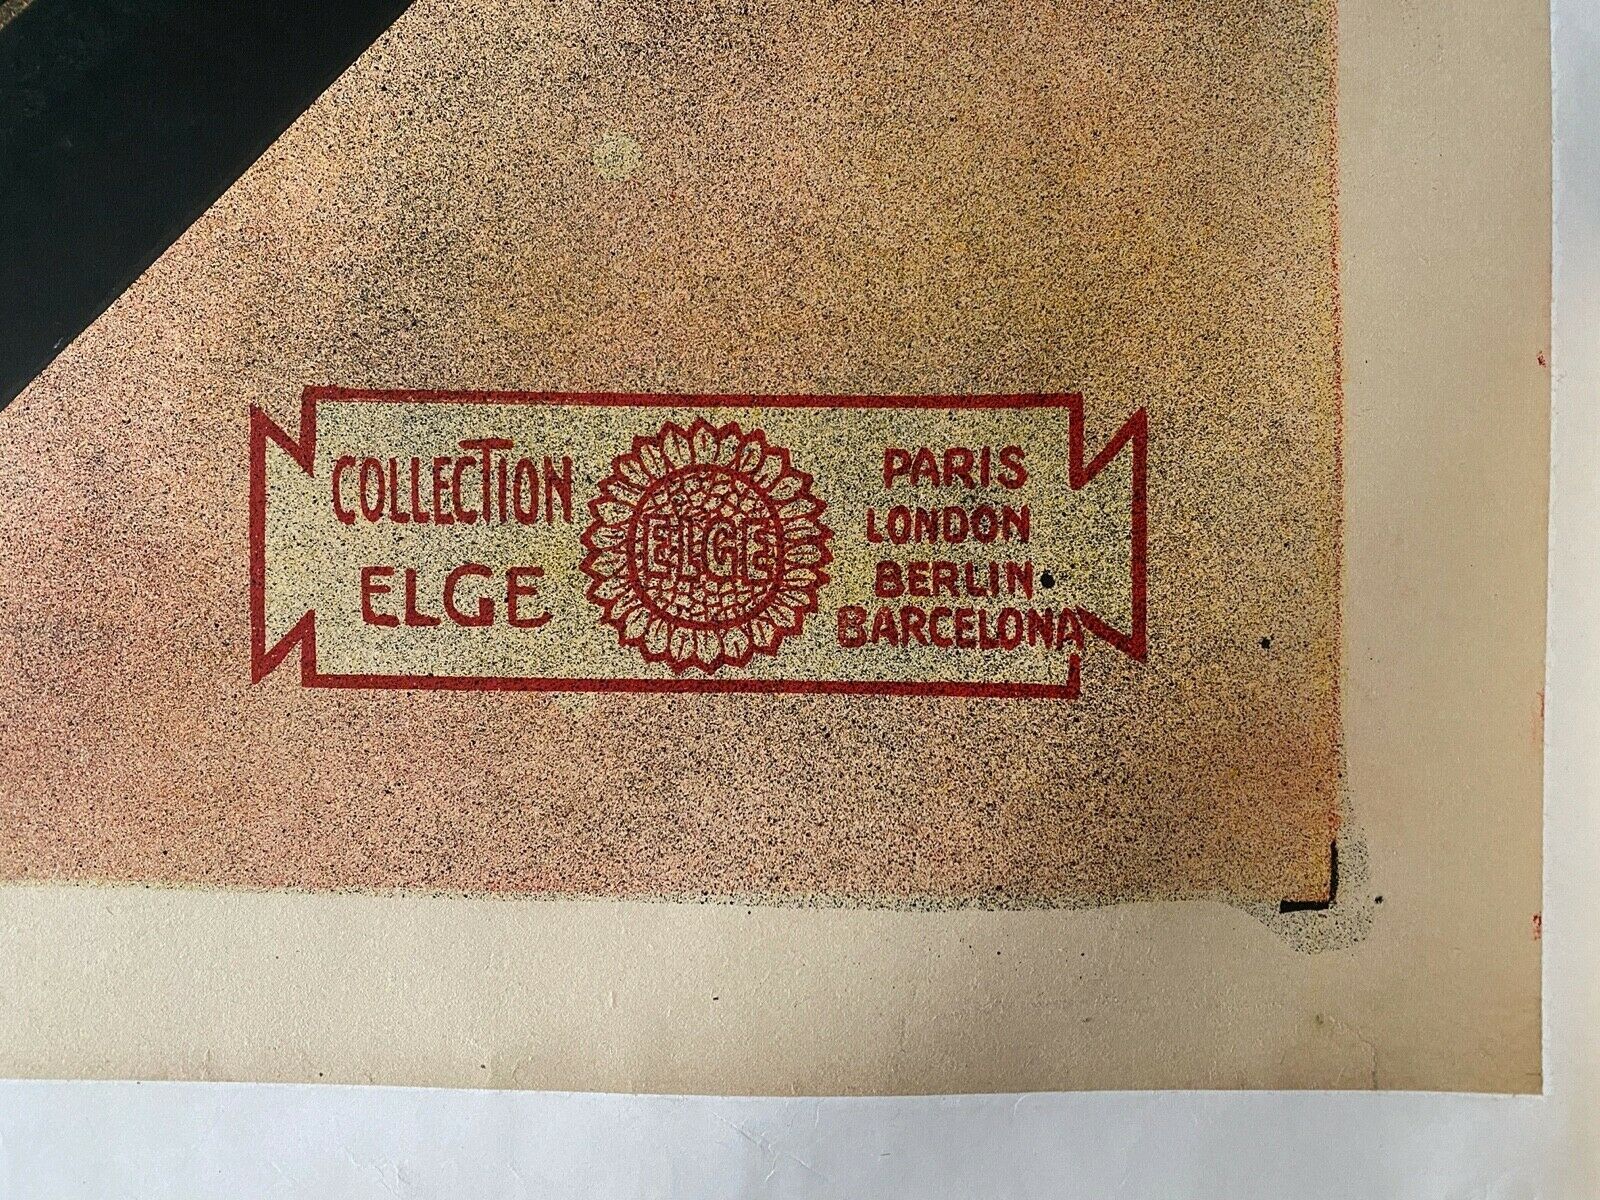 COLLECTION
ELGE
ELGE
PARIS
LONDON
BERLIN
BARCELONA